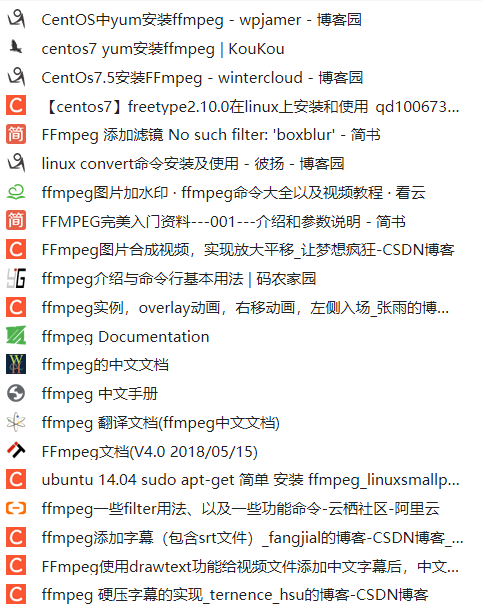 CentOS中yum安装ffmpeg - wpjamer - 博客园
centos7 yum安装ffmpeg | KouKou
CentOs7.5安装FFmpeg - wintercloud - 博客园
C 【centos7】freetype2.10.0在linux上安装和使用_qd100673...
简 FFmpeg 添加滤镜 No such filter: 'boxblur' - 简书
linux convert命令安装及使用 - 彼扬 - 博客园
ffmpeg图片加水印 · ffmpeg命令大全以及视频教程 · 看云
简 FFMPEG完美入门资料---001---介绍和参数说明 - 简书
C FFmpeg图片合成视频，实现放大平移_让梦想疯狂-CSDN博客
ffmpeg介绍与命令行基本用法 | 码农家园
C ffmpeg实例，overlay动画，右移动画，左侧入场_张雨的博...
ffmpeg Documentation
ffmpeg的中文文档
ffmpeg 中文手册
ffmpeg 翻译文档(ffmpeg中文文档)
FFmpeg文档(V4.0 2018/05/15)
C ubuntu 14.04 sudo apt-get 简单 安装 ffmpeg_linuxsmallp...
ffmpeg一些filter用法、以及一些功能命令-云栖社区-阿里云
C ffmpeg添加字幕（包含srt文件）_fangjial的博客-CSDN博客_...
C FFmpeg使用drawtext功能给视频文件添加中文字幕后，中文...
C ffmpeg 硬压字幕的实现_ternence_hsu的博客-CSDN博客